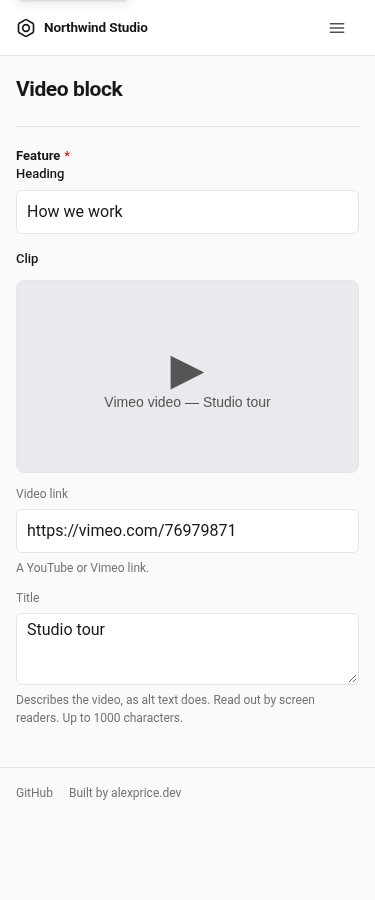 Northwind Studio
Video block
Feature *
Heading
How we work
Clip
Vimeo video — Studio tour
Video link
https://vimeo.com/76979871
A YouTube or Vimeo link.
Title
Studio tour
Describes the video, as alt text does. Read out by screen
readers. Up to 1000 characters.
GitHub Built by alexprice.dev